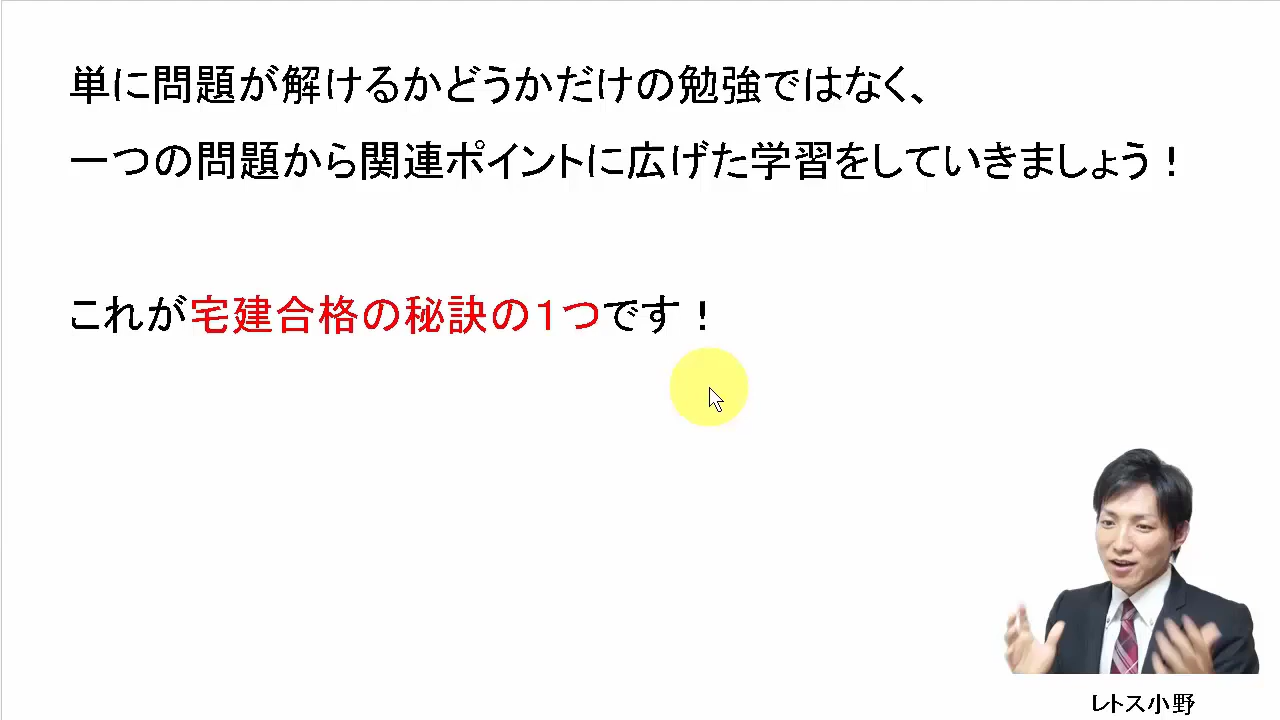 単に問題が解けるかどうかだけの勉強ではなく、
一つの問題から関連ポイントに広げた学習をしていきましょう！
これが宅建合格の秘訣の１つです！
レトス小野